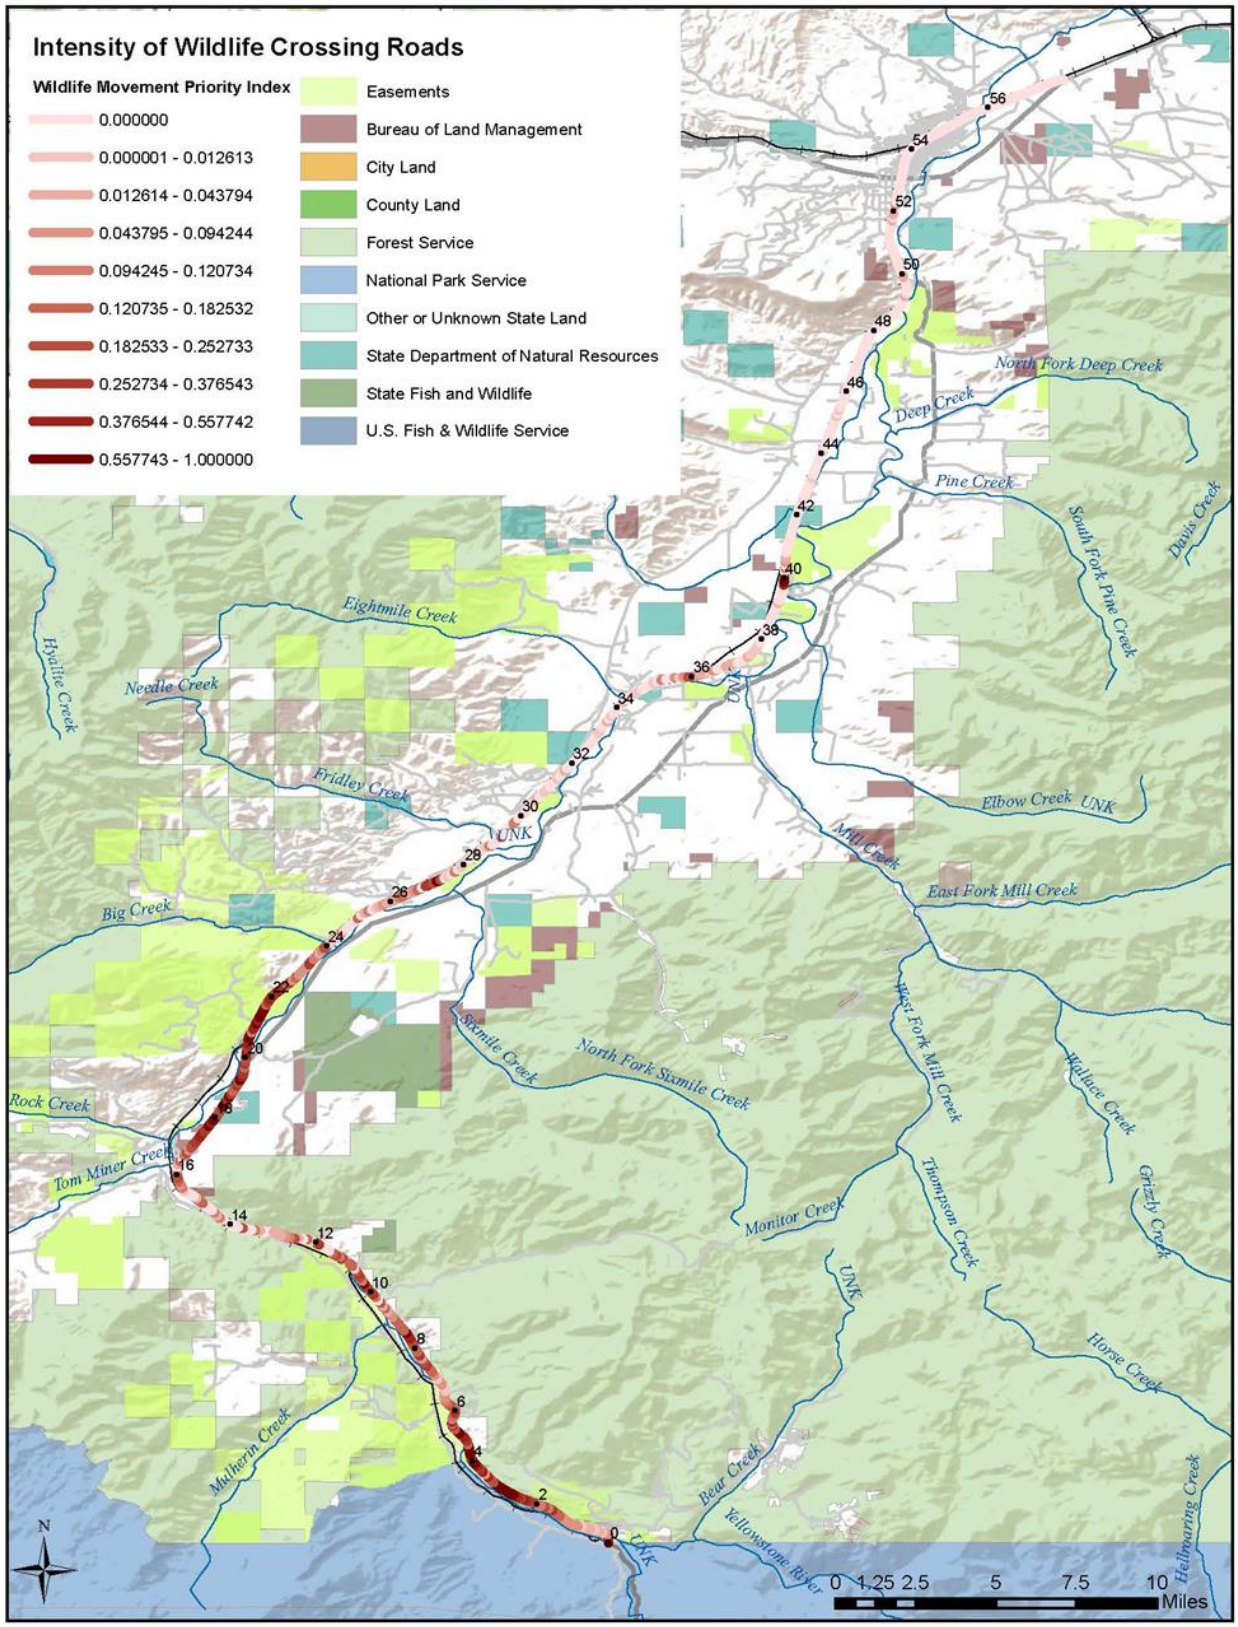 Intensity of Wildlife Crossing Roads
Wildlife Movement Priority Index
0.000000
0.000001 - 0.012613
0.012614 - 0.043794
0.043795 - 0.094244
0.094245 - 0.120734
0.120735 - 0.182532
0.182533 - 0.252733
0.252734 - 0.376543
0.376544 - 0.557742
0.557743 - 1.000000
Easements
Bureau of Land Management
City Land
County Land
Forest Service
National Park Service
Other or Unknown State Land
State Department of Natural Resources
State Fish and Wildlife
U.S. Fish & Wildlife Service
56
54
52
50
48
North Fork Deep Creek
46
Deep Creek
44
Pine Creek
42
South Fork Pine Creek
Davis Creek
40
Eightmile Creek
38
Hyalite Creek
36
Needle Creek
UNK
34
32
Fridley Creek
30
Elbow Creek UNK
UNK
Mill Creek
28
26
East Fork Mill Creek
Big Creek
24
22
West Fork Mill Creek
Sixmile Creek
20
North Fork Sixmile Creek
Wallace Creek
Rock Creek
18
Tom Miner Creek
16
Thompson Creek
Grizzly Creek
14
Monitor Creek
12
UNK
10
8
Horse Creek
6
Mulherin Creek
4
Bear Creek
Hellroaring Creek
2
Yellowstone River
0
UNK
N
0 1.25 2.5 5 7.5 10
Miles